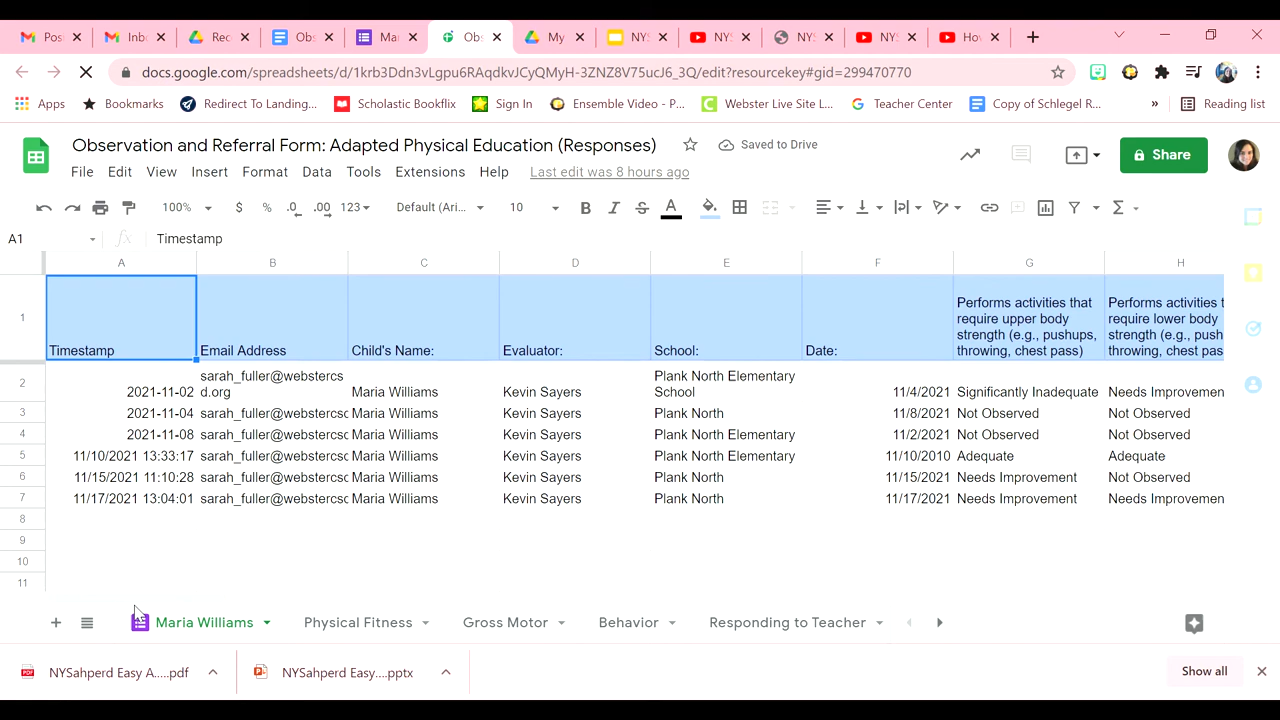 Pos
Inb
Rec
Obs
Ma
Obs
My
NYS
NYS
NYS
NYS
Hov
docs.google.com/spreadsheets/d/1kb3Ddn3vLgpu6RAqdkvJCyQMyH-3ZNZ8V75ucJ6_3Q/edit?resourcekey#gid=299470770
Apps
Bookmarks
Redirect To Landing...
Scholastic Bookflix
Sign In
Ensemble Video - P...
Webster Live Site L...
Teacher Center
Copy of Schlegel R...
»
Reading list
Observation and Referral Form: Adapted Physical Education (Responses)
Saved to Drive
Share
File Edit View Insert Format Data Tools Extensions Help Last edit was 8 hours ago
100% $ % .0 .00 123 Default (Ari... 10 B I S A
A1 fx Timestamp
A B C D E F G H
1 Timestamp Email Address Child's Name: Evaluator: School: Date:
Performs activities that
require upper body
strength (e.g., pushups,
throwing, chest pass)
Performs activities t
require lower body
strength (e.g., push
throwing, chest pas
2 2021-11-02 sarah_fuller@webstercs
d.org Maria Williams Kevin Sayers Plank North Elementary
School 11/4/2021 Significantly Inadequate Needs Improvemen
3 2021-11-04 sarah_fuller@webstercsc Maria Williams Kevin Sayers Plank North 11/8/2021 Not Observed Not Observed
4 2021-11-08 sarah_fuller@webstercsc Maria Williams Kevin Sayers Plank North Elementary 11/2/2021 Not Observed Not Observed
5 11/10/2021 13:33:17 sarah_fuller@webstercsc Maria Williams Kevin Sayers Plank North Elementary 11/10/2010 Adequate Adequate
6 11/15/2021 11:10:28 sarah_fuller@webstercsc Maria Williams Kevin Sayers Plank North 11/15/2021 Needs Improvement Not Observed
7 11/17/2021 13:04:01 sarah_fuller@webstercsc Maria Williams Kevin Sayers Plank North 11/17/2021 Needs Improvement Needs Improvemen
8
9
10
11
Maria Williams Physical Fitness Gross Motor Behavior Responding to Teacher
NYSahperd Easy A.....pdf
NYSahperd Easy....pptx
Show all